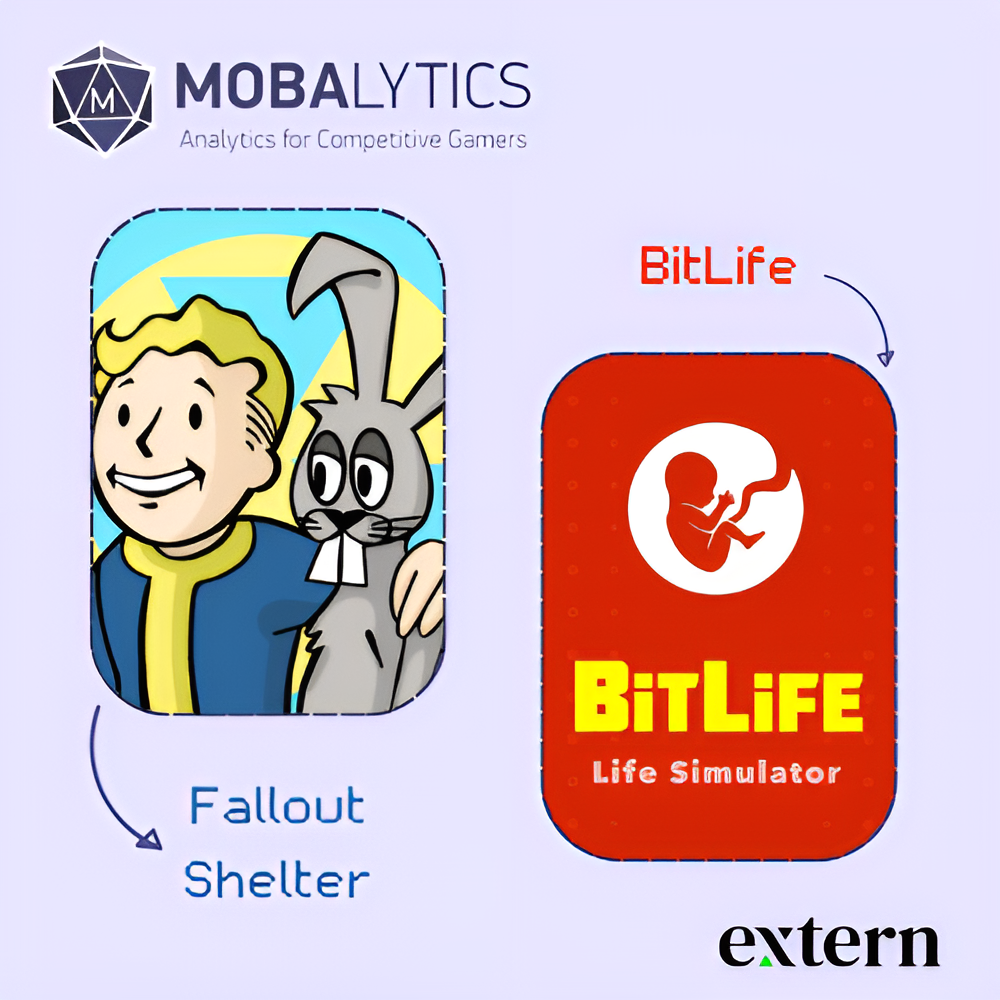 M
MOBALYTICS
Analytics for Competitive Gamers
BitLife
BiTLiFE
Life Simulator
Fallout
Shelter
extern